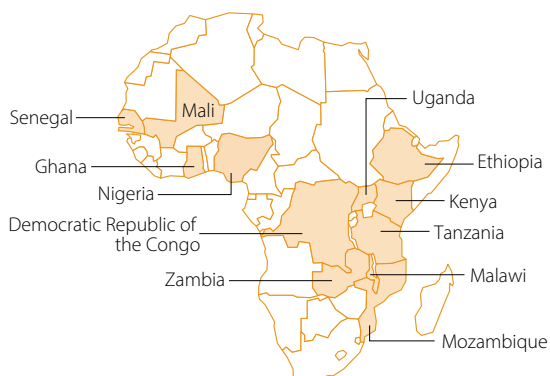 Mali
Senegal
Ghana
Nigeria
Democratic Republic of
the Congo
Zambia
Uganda
Ethiopia
Kenya
Tanzania
Malawi
Mozambique